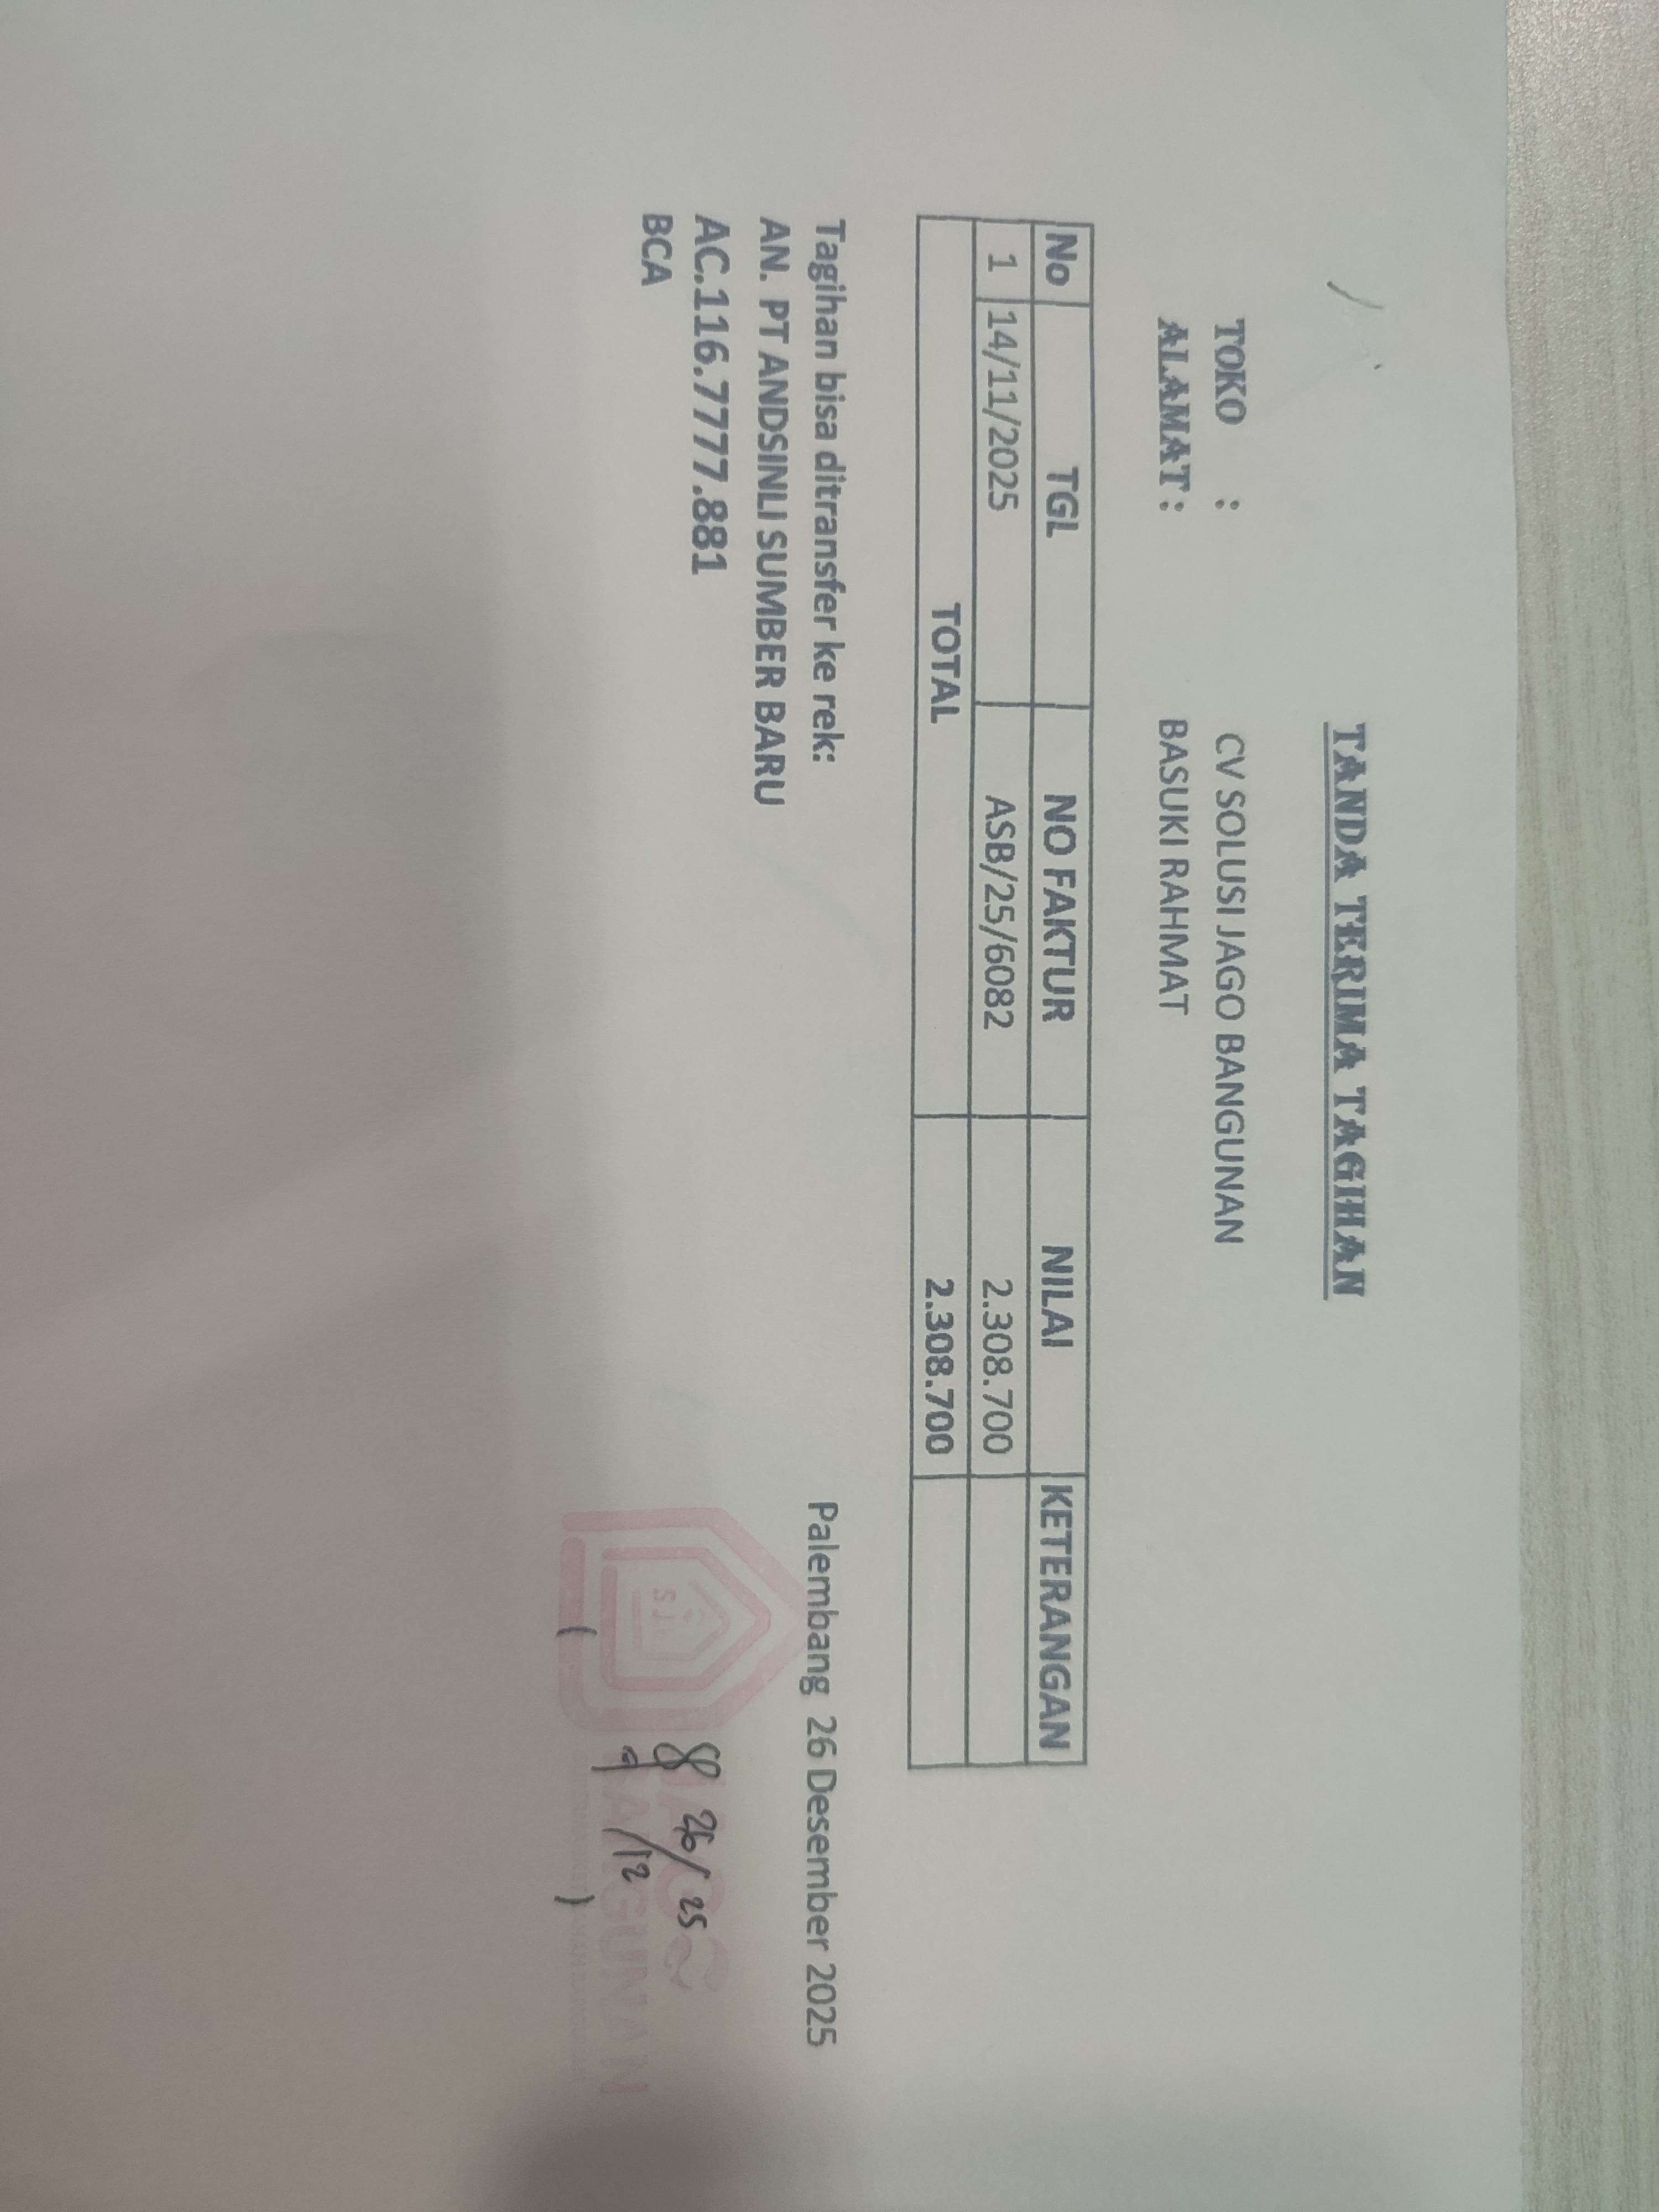 TANDA TERIMA TAGIHAN
TOKO : CV SOLUSI JAGO BANGUNAN
ALAMAT : BASUKI RAHMAT
No TGL NO FAKTUR NILAI KETERANGAN
1 14/11/2025 ASB/25/6082 2.308.700
TOTAL 2.308.700
Tagihan bisa ditransfer ke rek:
Palembang 26 Desember 2025
AN. PT ANDSINLI SUMBER BARU
AC.116.7777.881
BCA
26/25
/12
( )